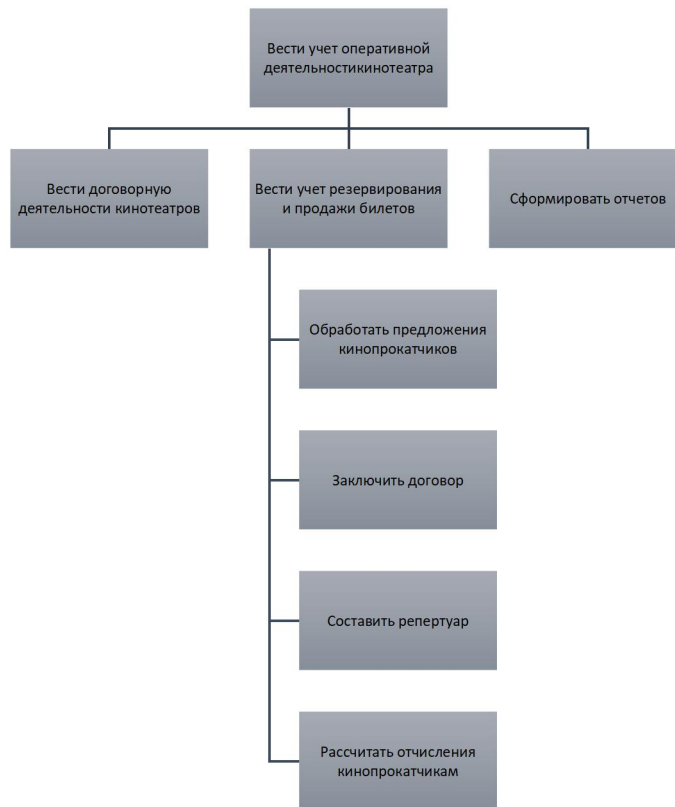 Вести учет оперативной
деятельностикинотеатра
Вести договорную
деятельности кинотеатров
Вести учет резервирования
и продажи билетов
Сформировать отчетов
Обработать предложения
кинопрокатчиков
Заключить договор
Составить репертуар
Рассчитать отчисления
кинопрокатчикам